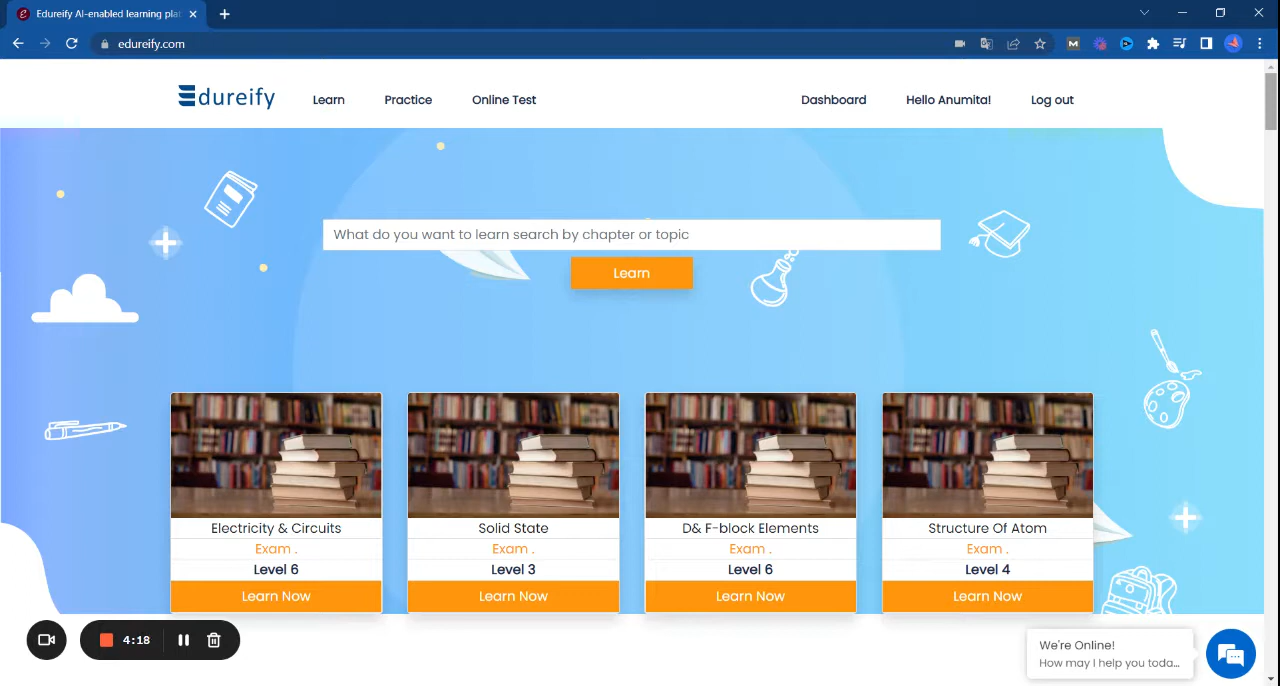 Edureify AI-enabled learning plat
edureify.com
Edureify
Learn
Practice
Online Test
Dashboard
Hello Anumita!
Log out
What do you want to learn search by chapter or topic
Learn
Electricity & Circuits
Exam .
Level 6
Learn Now
Solid State
Exam .
Level 3
Learn Now
D& F-block Elements
Exam .
Level 6
Learn Now
Structure Of Atom
Exam .
Level 4
Learn Now
4:18
We're Online!
How may I help you toda...